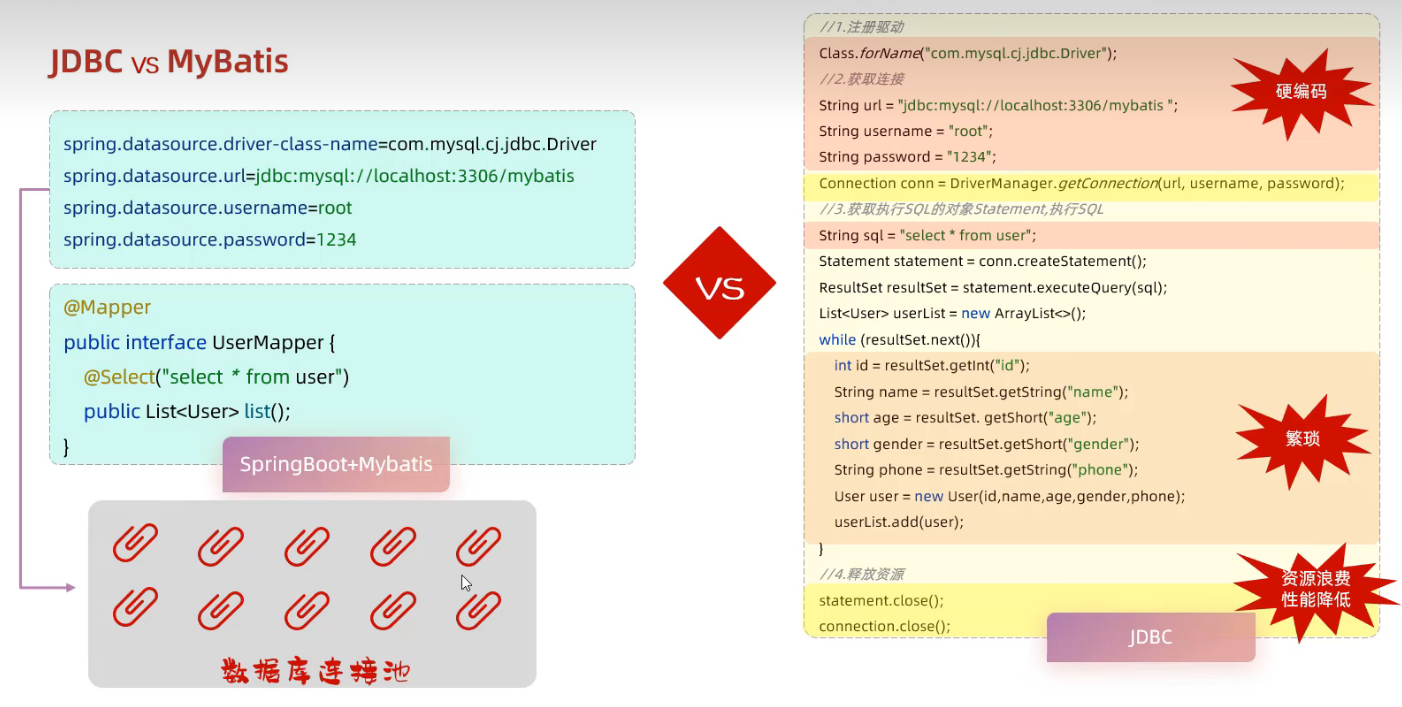 JDBC vs MyBatis
spring.datasource.driver-class-name=com.mysql.cj.jdbc.Driver
spring.datasource.url=jdbc:mysql://localhost:3306/mybatis
spring.datasource.username=root
spring.datasource.password=1234
@Mapper
public interface UserMapper {
@Select("select * from user")
public List<User> list();
}
SpringBoot+Mybatis
数据库连接池
VS
//1.注册驱动
Class.forName("com.mysql.cj.jdbc.Driver");
//2.获取连接
String url = "jdbc:mysql://localhost:3306/mybatis ";
String username = "root";
String password = "1234";
硬编码
Connection conn = DriverManager.getConnection(url, username, password);
//3.获取执行SQL的对象Statement,执行SQL
String sql = "select * from user";
Statement statement = conn.createStatement();
ResultSet resultSet = statement.executeQuery(sql);
List<User> userList = new ArrayList<>();
while (resultSet.next()){
int id = resultSet.getInt("id");
String name = resultSet.getString("name");
short age = resultSet. getShort("age");
short gender = resultSet.getShort("gender");
String phone = resultSet.getString("phone");
User user = new User(id,name,age,gender,phone);
userList.add(user);
繁琐
}
//4.释放资源
statement.close();
connection.close();
资源浪费
性能降低
JDBC